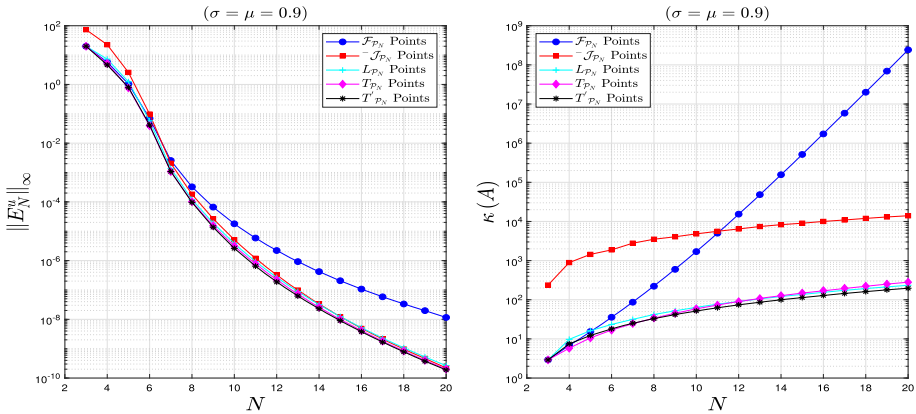 (σ = μ = 0.9)
10^2
10^0
10^-2
10^-4
10^-6
10^-8
10^-10
‖E_N^u‖_∞
F_{P_N} Points
J_{P_N} Points
L_{P_N} Points
T_{P_N} Points
T'_{P_N} Points
2 4 6 8 10 12 14 16 18 20
N
(σ = μ = 0.9)
10^9
10^8
10^7
10^6
10^5
10^4
10^3
10^2
10^1
10^0
κ (A)
F_{P_N} Points
J_{P_N} Points
L_{P_N} Points
T_{P_N} Points
T'_{P_N} Points
2 4 6 8 10 12 14 16 18 20
N